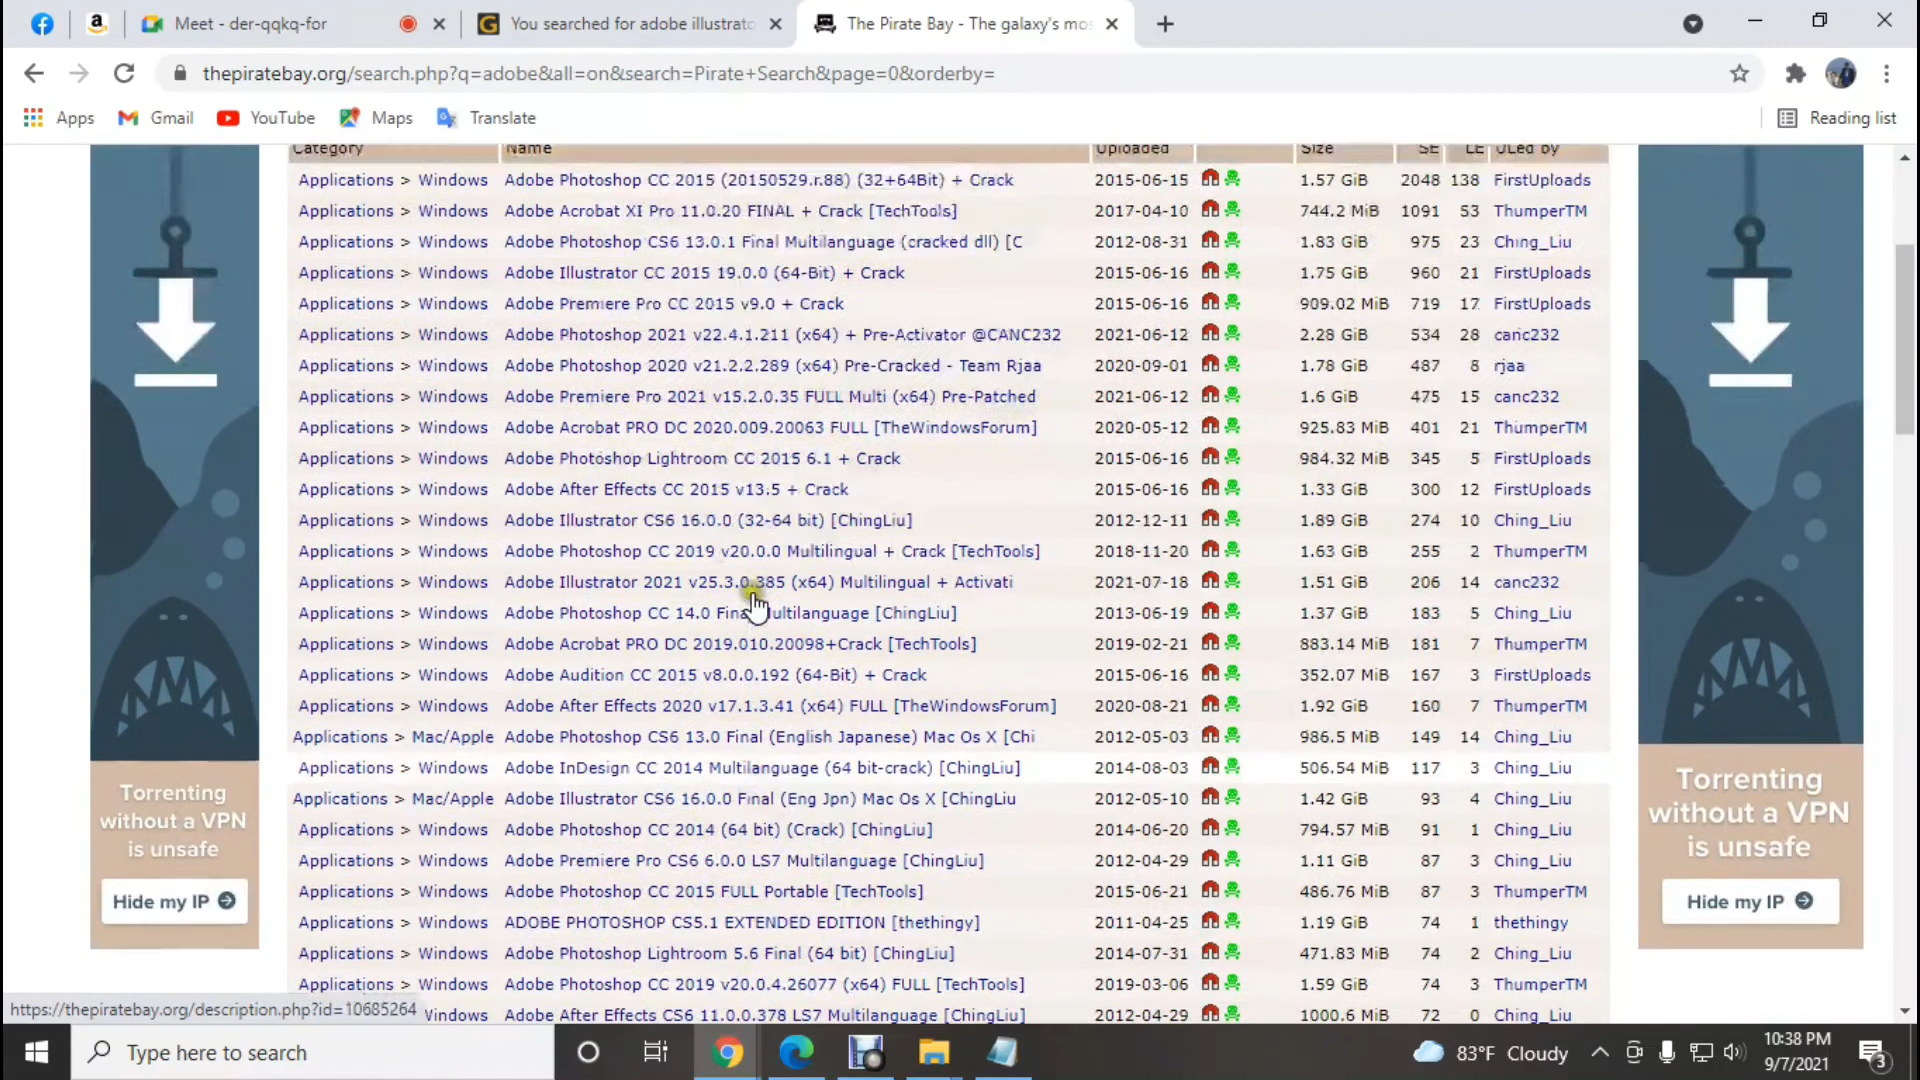 Meet - der-qqkq-for
You searched for adobe illustrato
The Pirate Bay - The galaxy's mos
thepiratebay.org/search.php?q=adobe&all=on&search=Pirate+Search&page=0&orderby=
Apps Gmail YouTube Maps Translate Reading list
Category Name Uploaded Size SE LE ULed by
Applications > Windows Adobe Photoshop CC 2015 (20150529.r.88) (32+64Bit) + Crack 2015-06-15 1.57 GiB 2048 138 FirstUploads
Applications > Windows Adobe Acrobat XI Pro 11.0.20 FINAL + Crack [TechTools] 2017-04-10 744.2 MiB 1091 53 ThumperTM
Applications > Windows Adobe Photoshop CS6 13.0.1 Final Multilanguage (cracked dll) [C 2012-08-31 1.83 GiB 975 23 Ching_Liu
Applications > Windows Adobe Illustrator CC 2015 19.0.0 (64-Bit) + Crack 2015-06-16 1.75 GiB 960 21 FirstUploads
Applications > Windows Adobe Premiere Pro CC 2015 v9.0 + Crack 2015-06-16 909.02 MiB 719 17 FirstUploads
Applications > Windows Adobe Photoshop 2021 v22.4.1.211 (x64) + Pre-Activator @CANC232 2021-06-12 2.28 GiB 534 28 canc232
Applications > Windows Adobe Photoshop 2020 v21.2.2.289 (x64) Pre-Cracked - Team Rjaa 2020-09-01 1.78 GiB 487 8 rjaa
Applications > Windows Adobe Premiere Pro 2021 v15.2.0.35 FULL Multi (x64) Pre-Patched 2021-06-12 1.6 GiB 475 15 canc232
Applications > Windows Adobe Acrobat PRO DC 2020.009.20063 FULL [TheWindowsForum] 2020-05-12 925.83 MiB 401 21 ThumperTM
Applications > Windows Adobe Photoshop Lightroom CC 2015 6.1 + Crack 2015-06-16 984.32 MiB 345 5 FirstUploads
Applications > Windows Adobe After Effects CC 2015 v13.5 + Crack 2015-06-16 1.33 GiB 300 12 FirstUploads
Applications > Windows Adobe Illustrator CS6 16.0.0 (32-64 bit) [ChingLiu] 2012-12-11 1.89 GiB 274 10 Ching_Liu
Applications > Windows Adobe Photoshop CC 2019 v20.0.0 Multilingual + Crack [TechTools] 2018-11-20 1.63 GiB 255 2 ThumperTM
Applications > Windows Adobe Illustrator 2021 v25.3.0.385 (x64) Multilingual + Activati 2021-07-18 1.51 GiB 206 14 canc232
Applications > Windows Adobe Photoshop CC 14.0 Final Multilanguage [ChingLiu] 2013-06-19 1.37 GiB 183 5 Ching_Liu
Applications > Windows Adobe Acrobat PRO DC 2019.010.20098+Crack [TechTools] 2019-02-21 883.14 MiB 181 7 ThumperTM
Applications > Windows Adobe Audition CC 2015 v8.0.0.192 (64-Bit) + Crack 2015-06-16 352.07 MiB 167 3 FirstUploads
Applications > Windows Adobe After Effects 2020 v17.1.3.41 (x64) FULL [TheWindowsForum] 2020-08-21 1.92 GiB 160 7 ThumperTM
Applications > Mac/Apple Adobe Photoshop CS6 13.0 Final (English Japanese) Mac Os X [Chi 2012-05-03 986.5 MiB 149 14 Ching_Liu
Applications > Windows Adobe InDesign CC 2014 Multilanguage (64 bit-crack) [ChingLiu] 2014-08-03 506.54 MiB 117 3 Ching_Liu
Applications > Mac/Apple Adobe Illustrator CS6 16.0.0 Final (Eng Jpn) Mac Os X [ChingLiu 2012-05-10 1.42 GiB 93 4 Ching_Liu
Applications > Windows Adobe Photoshop CC 2014 (64 bit) (Crack) [ChingLiu] 2014-06-20 794.57 MiB 91 1 Ching_Liu
Applications > Windows Adobe Premiere Pro CS6 6.0.0 LS7 Multilanguage [ChingLiu] 2012-04-29 1.11 GiB 87 3 Ching_Liu
Applications > Windows Adobe Photoshop CC 2015 FULL Portable [TechTools] 2015-06-21 486.76 MiB 87 3 ThumperTM
Applications > Windows ADOBE PHOTOSHOP CS5.1 EXTENDED EDITION [thethingy] 2011-04-25 1.19 GiB 74 1 thethingy
Applications > Windows Adobe Photoshop Lightroom 5.6 Final (64 bit) [ChingLiu] 2014-07-31 471.83 MiB 74 2 Ching_Liu
Applications > Windows Adobe Photoshop CC 2019 v20.0.4.26077 (x64) FULL [TechTools] 2019-03-06 1.59 GiB 74 3 ThumperTM
Windows Adobe After Effects CS6 11.0.0.378 LS7 Multilanguage [ChingLiu] 2012-04-29 1000.6 MiB 72 0 Ching_Liu
Torrenting
without a VPN
is unsafe
Hide my IP
Torrenting
without a VPN
is unsafe
Hide my IP
https://thepiratebay.org/description.php?id=10685264
Type here to search
83°F Cloudy
10:38 PM
9/7/2021
3